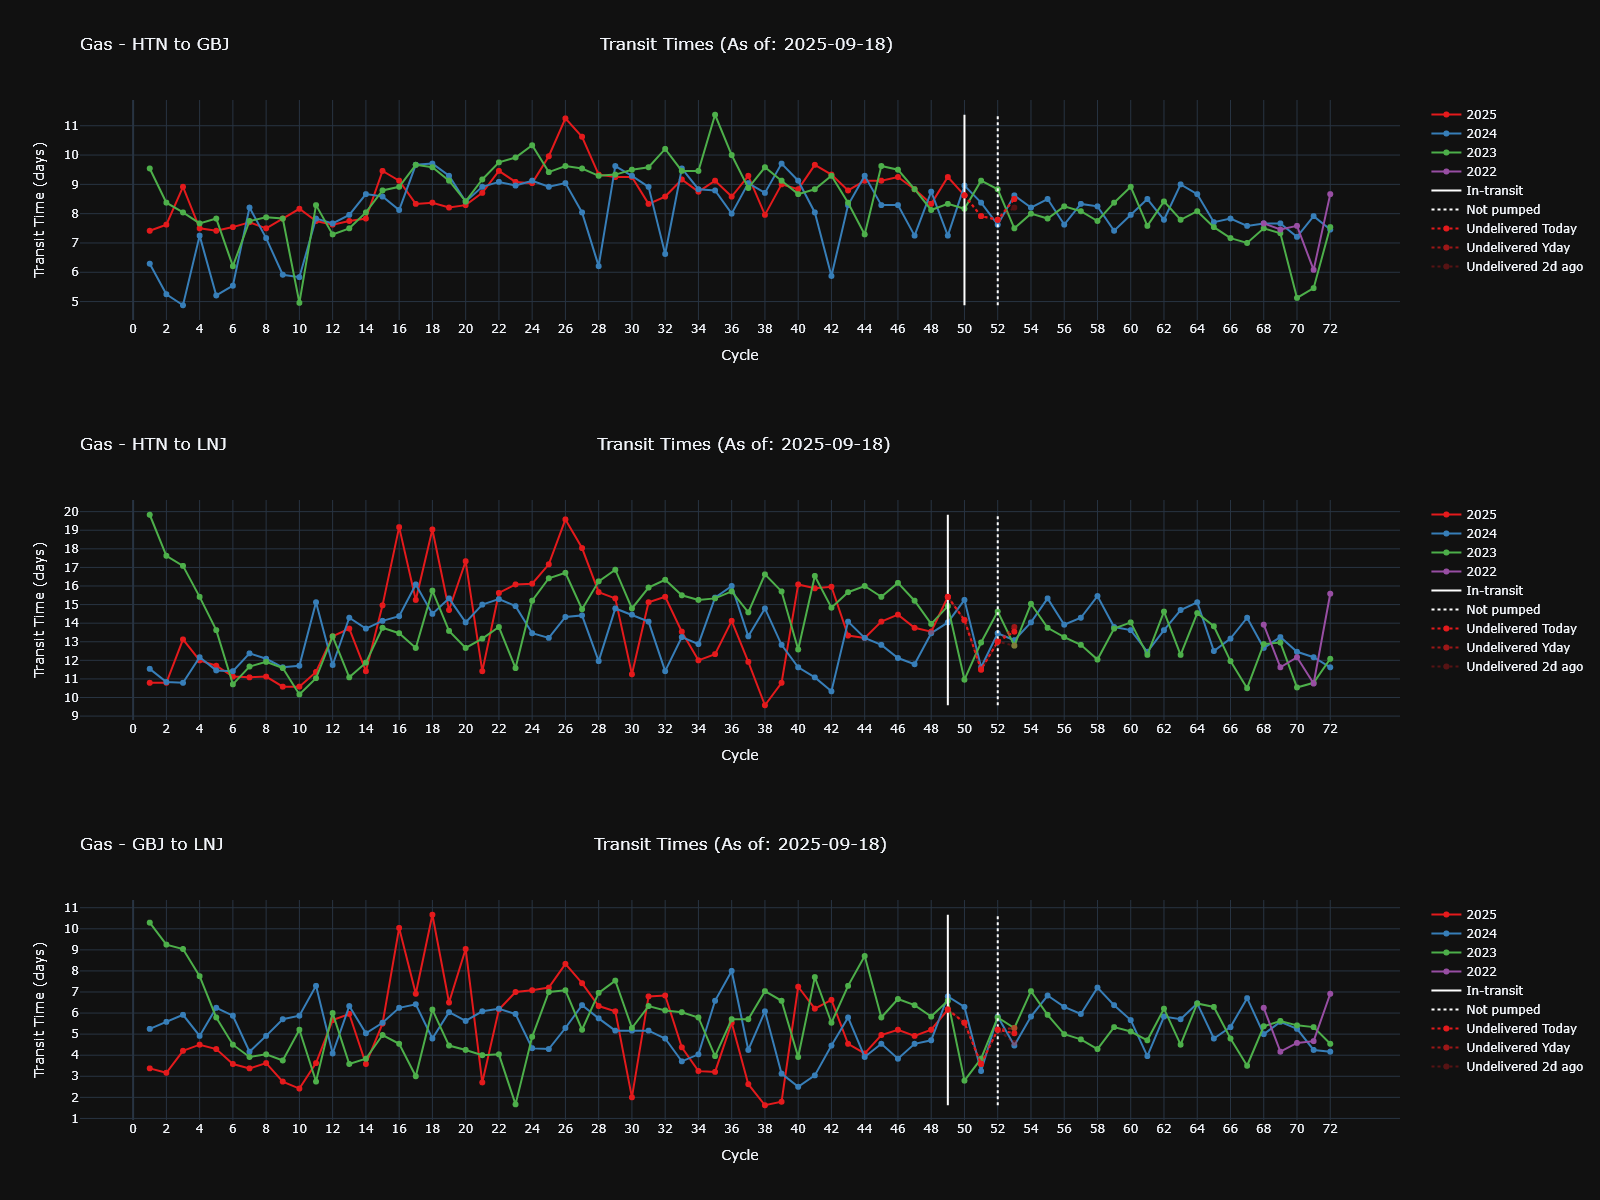 Gas - HTN to GBJ
Transit Times (As of: 2025-09-18)
Transit Time (days)
11
10
9
8
7
6
5
0 2 4 6 8 10 12 14 16 18 20 22 24 26 28 30 32 34 36 38 40 42 44 46 48 50 52 54 56 58 60 62 64 66 68 70 72
Cycle
2025
2024
2023
2022
In-transit
Not pumped
Undelivered Today
Undelivered Yday
Undelivered 2d ago
Gas - HTN to LNJ
Transit Times (As of: 2025-09-18)
Transit Time (days)
20
19
18
17
16
15
14
13
12
11
10
9
0 2 4 6 8 10 12 14 16 18 20 22 24 26 28 30 32 34 36 38 40 42 44 46 48 50 52 54 56 58 60 62 64 66 68 70 72
Cycle
2025
2024
2023
2022
In-transit
Not pumped
Undelivered Today
Undelivered Yday
Undelivered 2d ago
Gas - GBJ to LNJ
Transit Times (As of: 2025-09-18)
Transit Time (days)
11
10
9
8
7
6
5
4
3
2
1
0 2 4 6 8 10 12 14 16 18 20 22 24 26 28 30 32 34 36 38 40 42 44 46 48 50 52 54 56 58 60 62 64 66 68 70 72
Cycle
2025
2024
2023
2022
In-transit
Not pumped
Undelivered Today
Undelivered Yday
Undelivered 2d ago